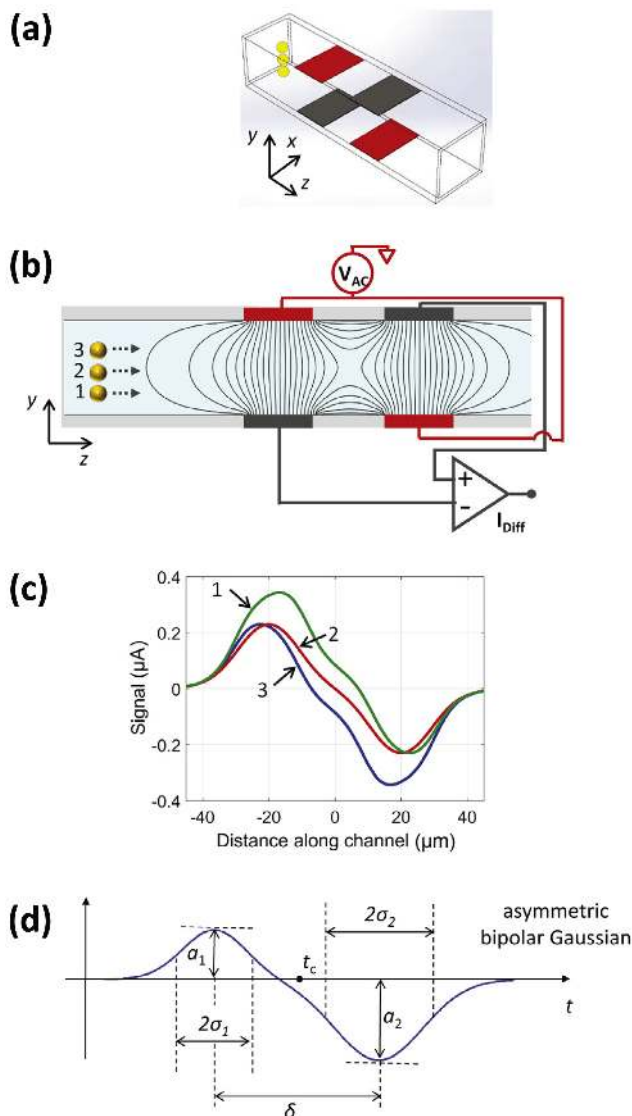 (a)
y
x
z
(b)
V_AC
3
2
1
y
z
+
-
I_Diff
(c)
0.4
0.2
0
-0.2
-0.4
Signal (µA)
1
2
3
-40 -20 0 20 40
Distance along channel (µm)
(d)
asymmetric
bipolar Gaussian
2σ₂
a₁
t_c
t
a₂
2σ₁
δ